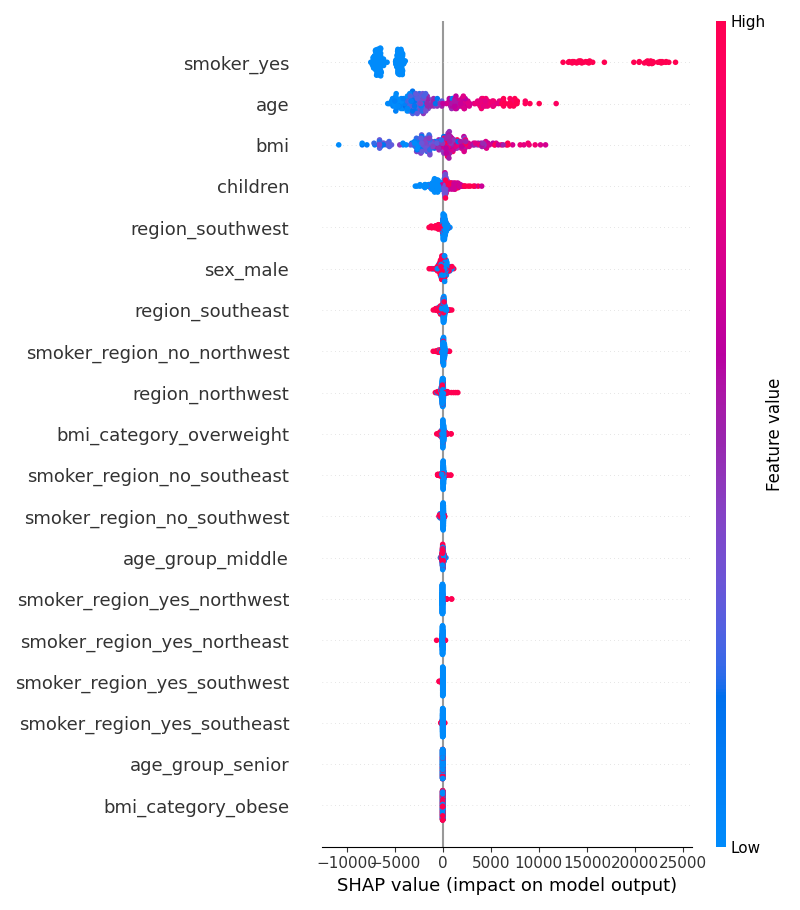 High
smoker_yes
age
bmi
children
region_southwest
sex_male
region_southeast
smoker_region_no_northwest
region_northwest
bmi_category_overweight
smoker_region_no_southeast
smoker_region_no_southwest
age_group_middle
smoker_region_yes_northwest
smoker_region_yes_northeast
smoker_region_yes_southwest
smoker_region_yes_southeast
age_group_senior
bmi_category_obese
Feature value
Low
−10000 −5000 0 5000 10000 15000 20000 25000
SHAP value (impact on model output)